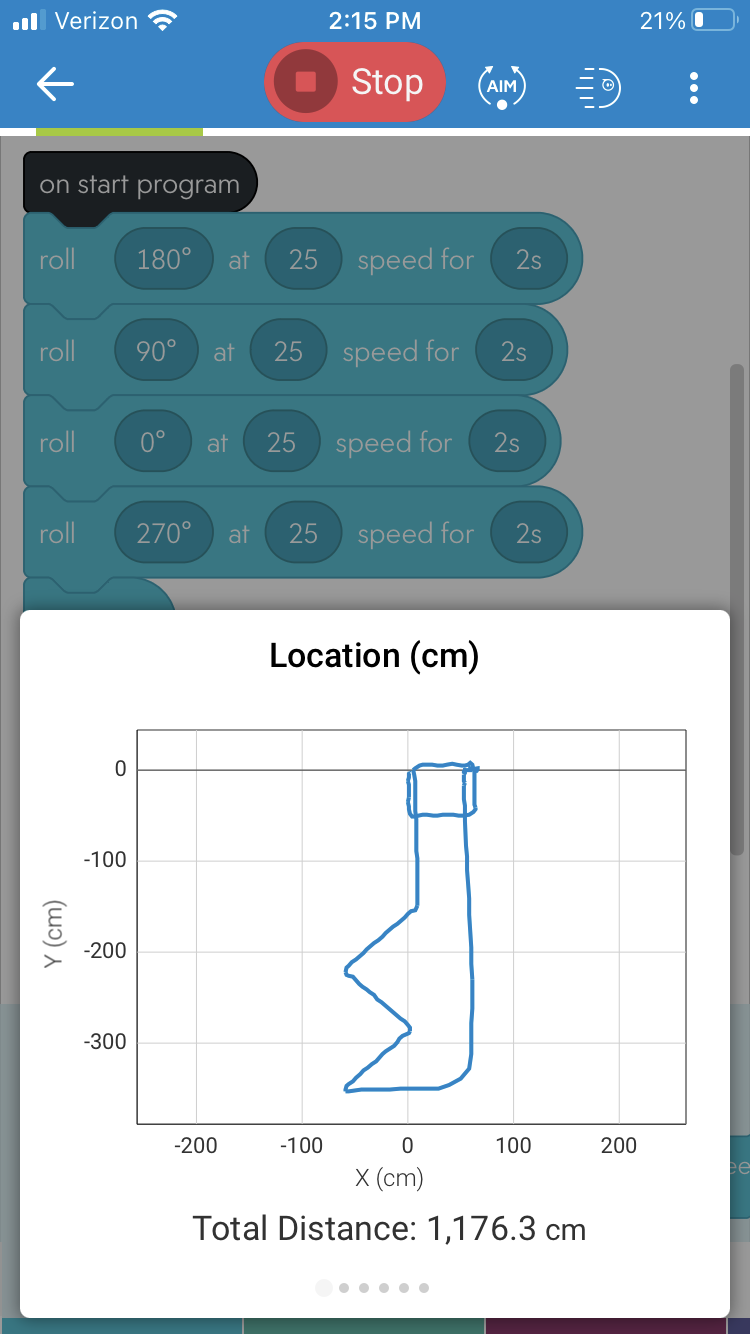 Verizon 2:15 PM 21%
Stop AIM
on start program
roll 180° at 25 speed for 2s
roll 90° at 25 speed for 2s
roll 0° at 25 speed for 2s
roll 270° at 25 speed for 2s
Location (cm)
0
-100
-200
-300
Y (cm)
-200 -100 0 100 200
X (cm)
Total Distance: 1,176.3 cm